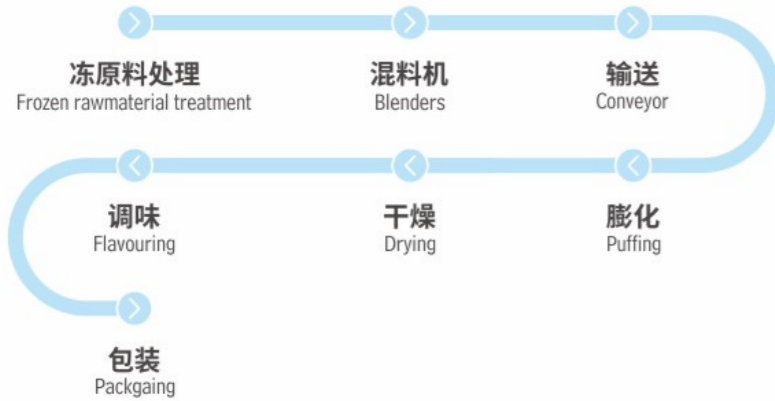 冻原料处理
Frozen rawmaterial treatment
混料机
Blenders
输送
Conveyor
膨化
Puffing
干燥
Drying
调味
Flavouring
包装
Packgaing